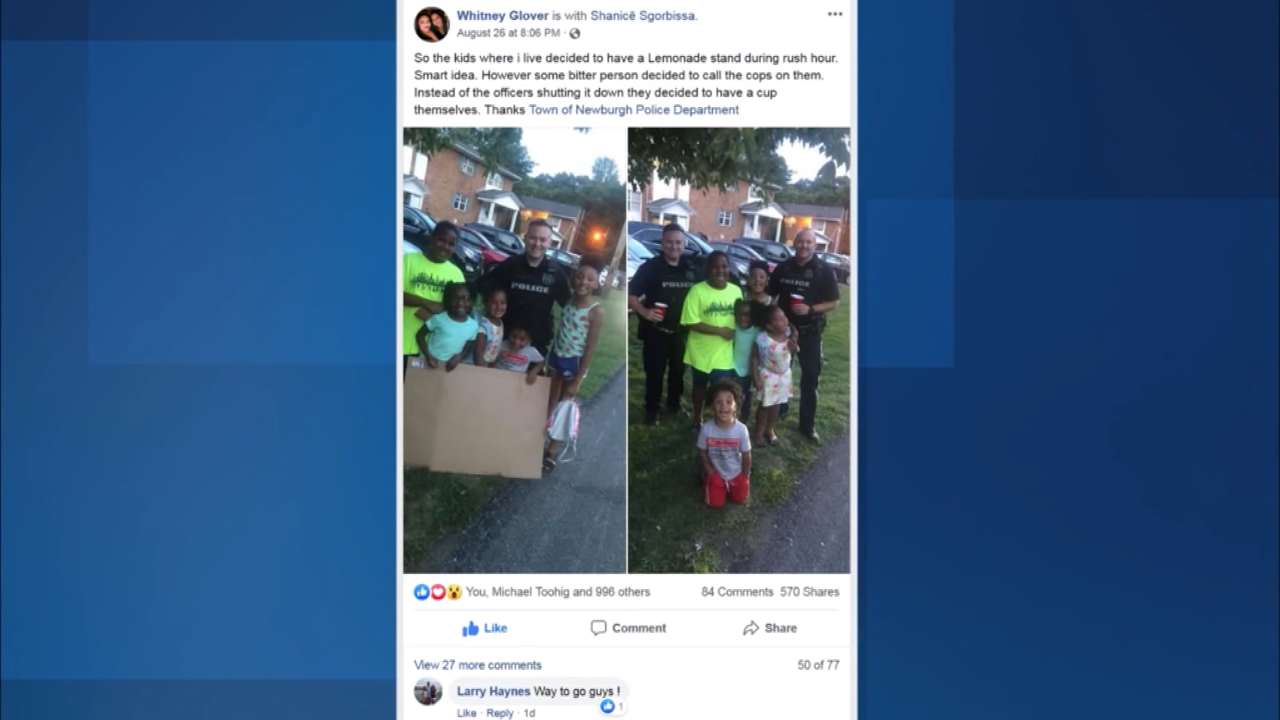 Whitney Glover is with Shanicē Sgorbissa.
August 26 at 8:06 PM ·
So the kids where i live decided to have a Lemonade stand during rush hour.
Smart idea. However some bitter person decided to call the cops on them.
Instead of the officers shutting it down they decided to have a cup
themselves. Thanks Town of Newburgh Police Department
POLICE
POLICE
POLICE
You, Michael Toohig and 996 others 84 Comments 570 Shares
Like Comment Share
View 27 more comments 50 of 77
Larry Haynes Way to go guys !
1
Like · Reply · 1d